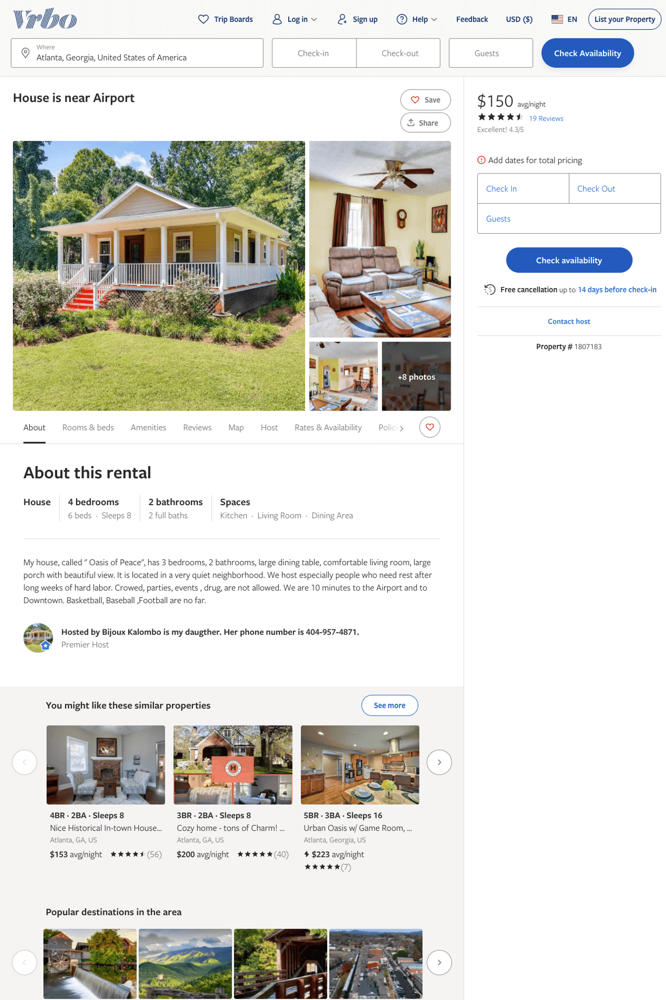 Vrbo
Trip Boards
Log in
Sign up
Help
Feedback
USD ($)
EN
List your Property
Where
Atlanta, Georgia, United States of America
Check-in
Check-out
Guests
Check Availability
House is near Airport
Save
Share
$150 avg/night
19 Reviews
Excellent! 4.3/5
Add dates for total pricing
Check In
Check Out
Guests
Check availability
Free cancellation up to 14 days before check-in
Contact host
Property # 1807183
+8 photos
About
Rooms & beds
Amenities
Reviews
Map
Host
Rates & Availability
Polici
About this rental
House
4 bedrooms
6 beds · Sleeps 8
2 bathrooms
2 full baths
Spaces
Kitchen · Living Room · Dining Area
My house, called " Oasis of Peace", has 3 bedrooms, 2 bathrooms, large dining table, comfortable living room, large
porch with beautiful view. It is located in a very quiet neighborhood. We host especially people who need rest after
long weeks of hard labor. Crowed, parties, events , drug, are not allowed. We are 10 minutes to the Airport and to
Downtown. Basketball, Baseball ,Football are no far.
Hosted by Bijoux Kalombo is my daugther. Her phone number is 404-957-4871.
Premier Host
You might like these similar properties
See more
4BR · 2BA · Sleeps 8
Nice Historical In-town House...
Atlanta, GA, US
$153 avg/night
(56)
3BR · 2BA · Sleeps 8
Cozy home - tons of Charm! ...
Atlanta, GA, US
$200 avg/night
(40)
5BR · 3BA · Sleeps 16
Urban Oasis w/ Game Room, ...
Atlanta, Georgia, US
$223 avg/night
(7)
Popular destinations in the area